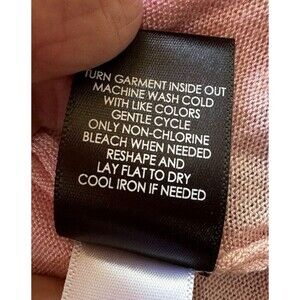 TURN GARMENT INSIDE OUT
MACHINE WASH COLD
WITH LIKE COLORS
GENTLE CYCLE
ONLY NON-CHLORINE
BLEACH WHEN NEEDED
RESHAPE AND
LAY FLAT TO DRY
COOL IRON IF NEEDED